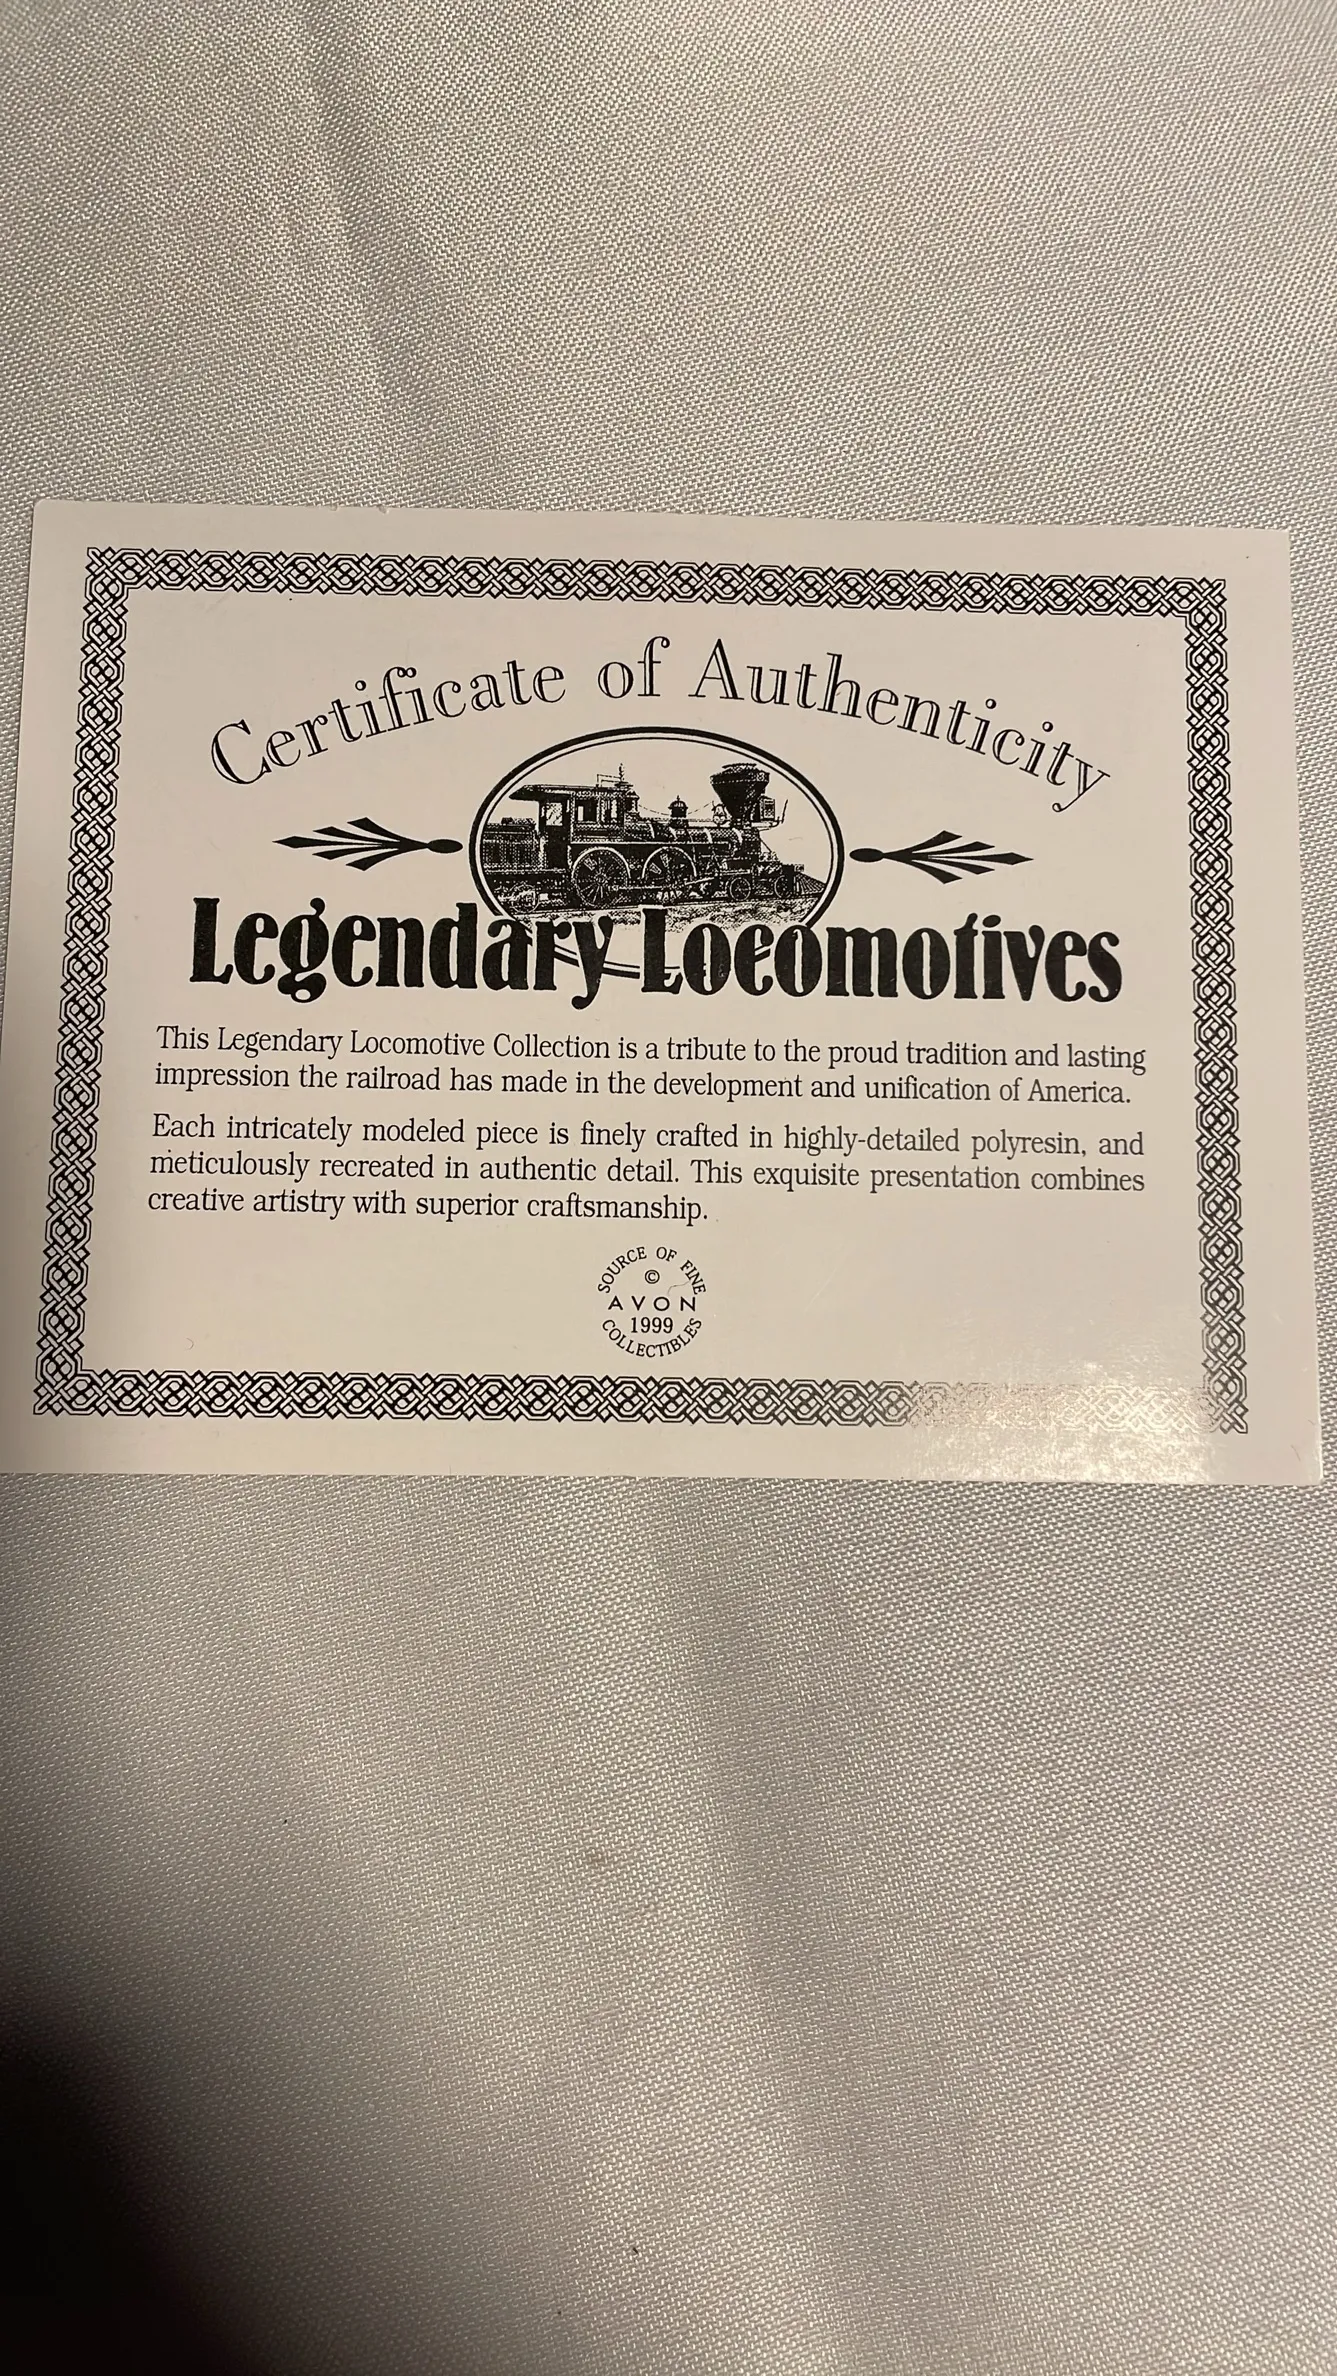 Certificate of Authenticity
Legendary Locomotives
This Legendary Locomotive Collection is a tribute to the proud tradition and lasting
impression the railroad has made in the development and unification of America.
Each intricately modeled piece is finely crafted in highly-detailed polyresin, and
meticulously recreated in authentic detail. This exquisite presentation combines
creative artistry with superior craftsmanship.
SOURCE OF FINE
©
AVON
1999
COLLECTIBLES